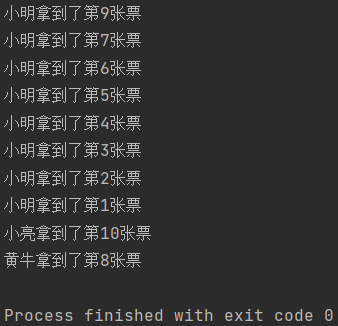 小明拿到了第9张票
小明拿到了第7张票
小明拿到了第6张票
小明拿到了第5张票
小明拿到了第4张票
小明拿到了第3张票
小明拿到了第2张票
小明拿到了第1张票
小亮拿到了第10张票
黄牛拿到了第8张票
Process finished with exit code 0